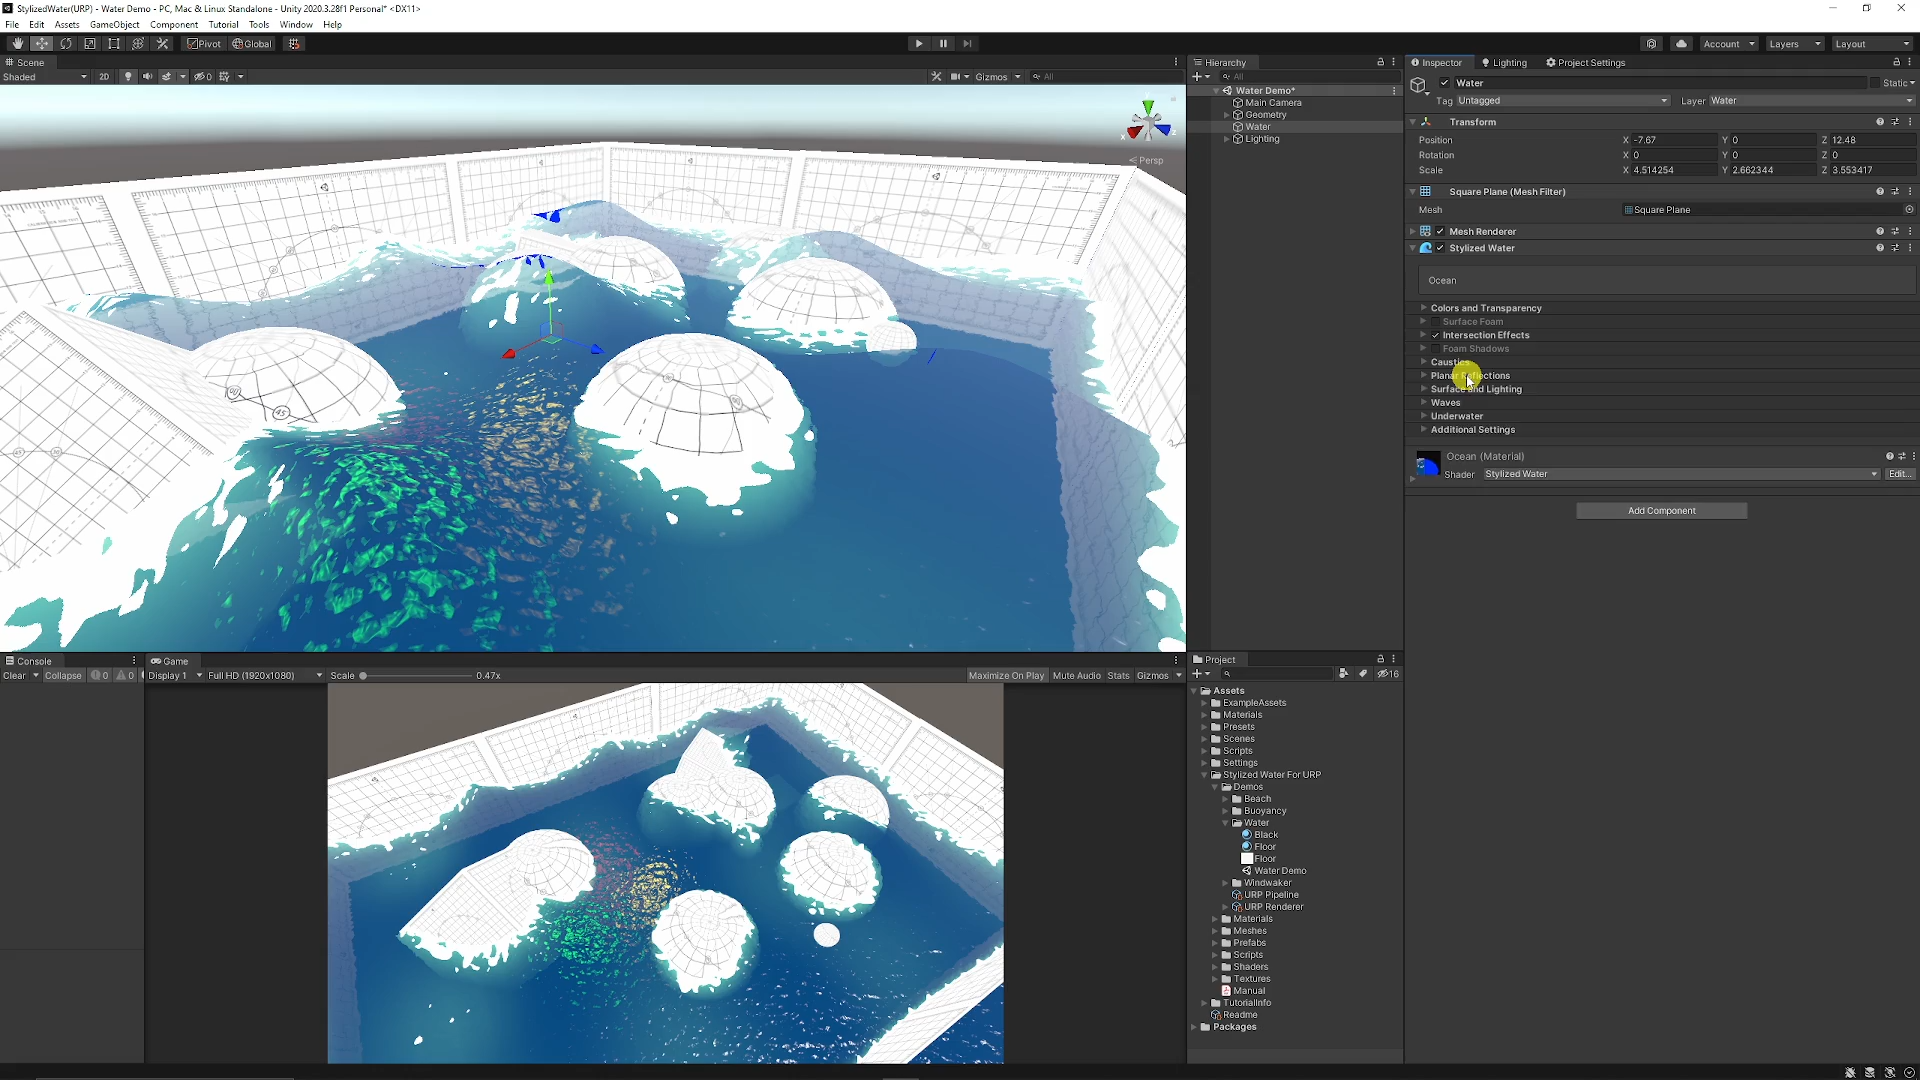 StylizedWater(URP) - Water Demo - PC, Mac & Linux Standalone - Unity 2020.3.28f1 Personal* <DX11>
File Edit Assets GameObject Component Tutorial Tools Window Help
Pivot Global
Account Layers Layout
Scene
Shaded 2D 0 Gizmos All
Persp
90
45
Hierarchy
All
Water Demo*
Main Camera
Geometry
Water
Lighting
Inspector Lighting Project Settings
Water Static
Tag Untagged Layer Water
Transform
Position X -7.67 Y 0 Z 12.48
Rotation X 0 Y 0 Z 0
Scale X 4.514254 Y 2.662344 Z 3.553417
Square Plane (Mesh Filter)
Mesh Square Plane
Mesh Renderer
Stylized Water
Ocean
Colors and Transparency
Surface Foam
Intersection Effects
Foam Shadows
Caustics
Planar Reflections
Surface and Lighting
Waves
Underwater
Additional Settings
Ocean (Material)
Shader Stylized Water Edit...
Add Component
Console
Clear Collapse 0 0
Game
Display 1 Full HD (1920x1080) Scale 0.47x Maximize On Play Mute Audio Stats Gizmos
Project
16
Assets
ExampleAssets
Materials
Presets
Scenes
Scripts
Settings
Stylized Water For URP
Demos
Beach
Buoyancy
Water
Black
Floor
Floor
Water Demo
Windwaker
URP Pipeline
URP Renderer
Materials
Meshes
Prefabs
Scripts
Shaders
Textures
Manual
TutorialInfo
Readme
Packages